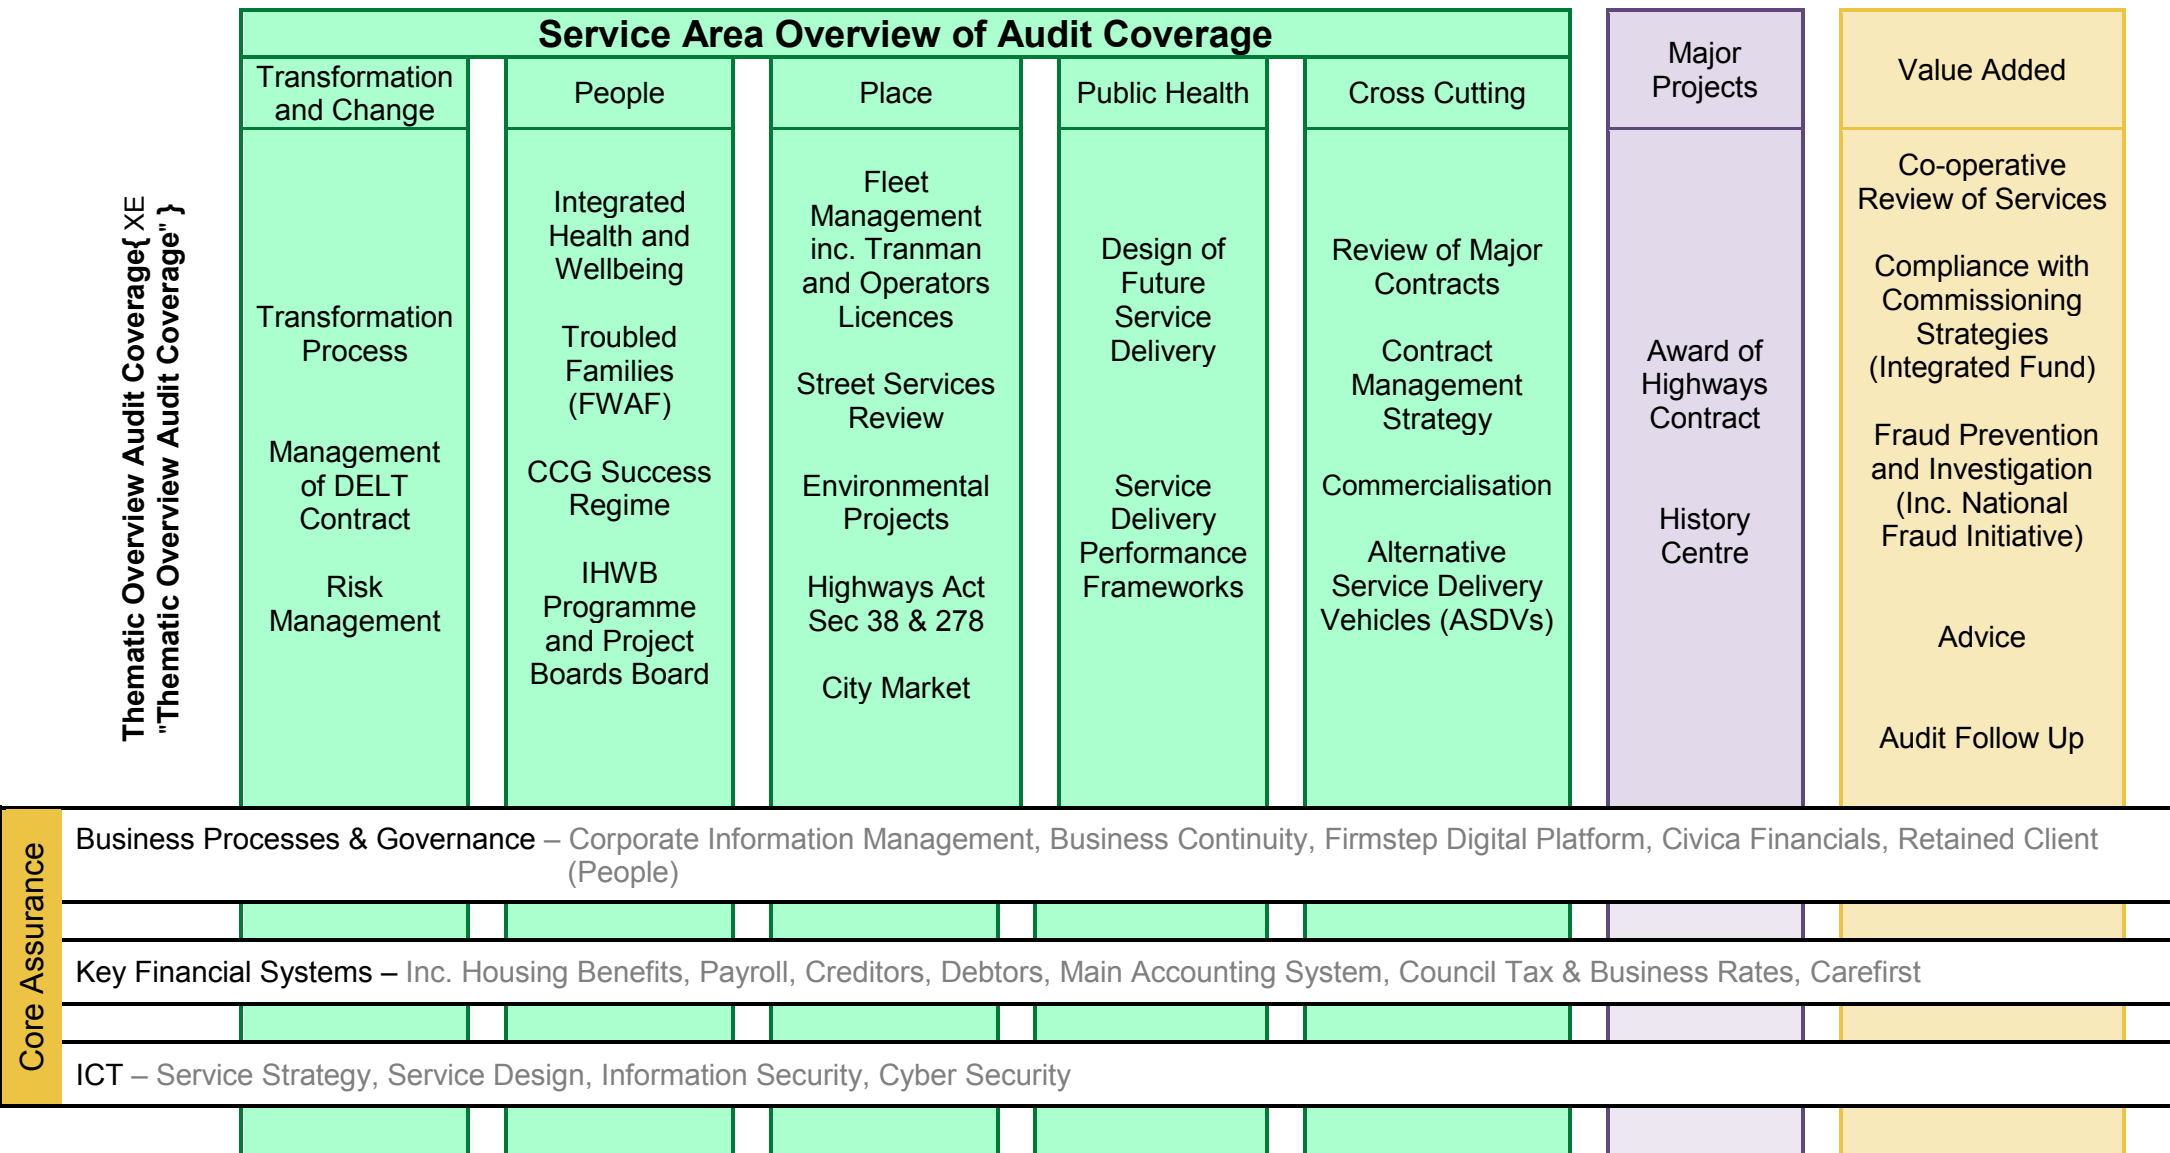 Thematic Overview Audit Coverage{ XE
"Thematic Overview Audit Coverage" }
Service Area Overview of Audit Coverage
Transformation
and Change
Transformation
Process
Management
of DELT
Contract
Risk
Management
People
Integrated
Health and
Wellbeing
Troubled
Families
(FWAF)
CCG Success
Regime
IHWB
Programme
and Project
Boards Board
Place
Fleet
Management
inc. Tranman
and Operators
Licences
Street Services
Review
Environmental
Projects
Highways Act
Sec 38 & 278
City Market
Public Health
Design of
Future
Service
Delivery
Service
Delivery
Performance
Frameworks
Cross Cutting
Review of Major
Contracts
Contract
Management
Strategy
Commercialisation
Alternative
Service Delivery
Vehicles (ASDVs)
Major
Projects
Award of
Highways
Contract
History
Centre
Value Added
Co-operative
Review of Services
Compliance with
Commissioning
Strategies
(Integrated Fund)
Fraud Prevention
and Investigation
(Inc. National
Fraud Initiative)
Advice
Audit Follow Up
Core Assurance
Business Processes & Governance – Corporate Information Management, Business Continuity, Firmstep Digital Platform, Civica Financials, Retained Client
(People)
Key Financial Systems – Inc. Housing Benefits, Payroll, Creditors, Debtors, Main Accounting System, Council Tax & Business Rates, Carefirst
ICT – Service Strategy, Service Design, Information Security, Cyber Security